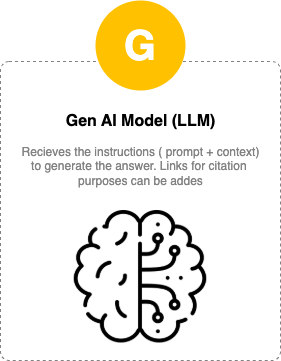 G
Gen AI Model (LLM)
Recieves the instructions ( prompt + context)
to generate the answer. Links for citation
purposes can be addes